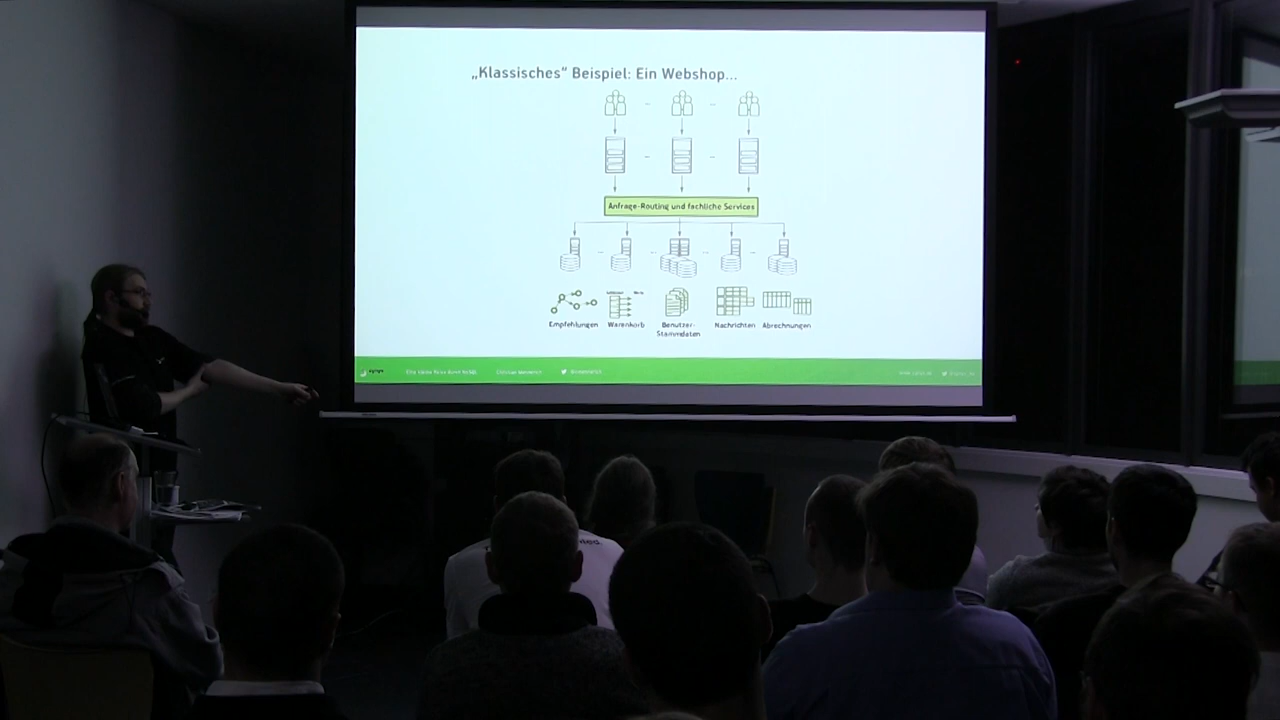 „Klassisches“ Beispiel: Ein Webshop...
Anfrage-Routing und fachliche Services
Empfehlungen
Warenkorb
Benutzer-
Stammdaten
Nachrichten
Abrechnungen